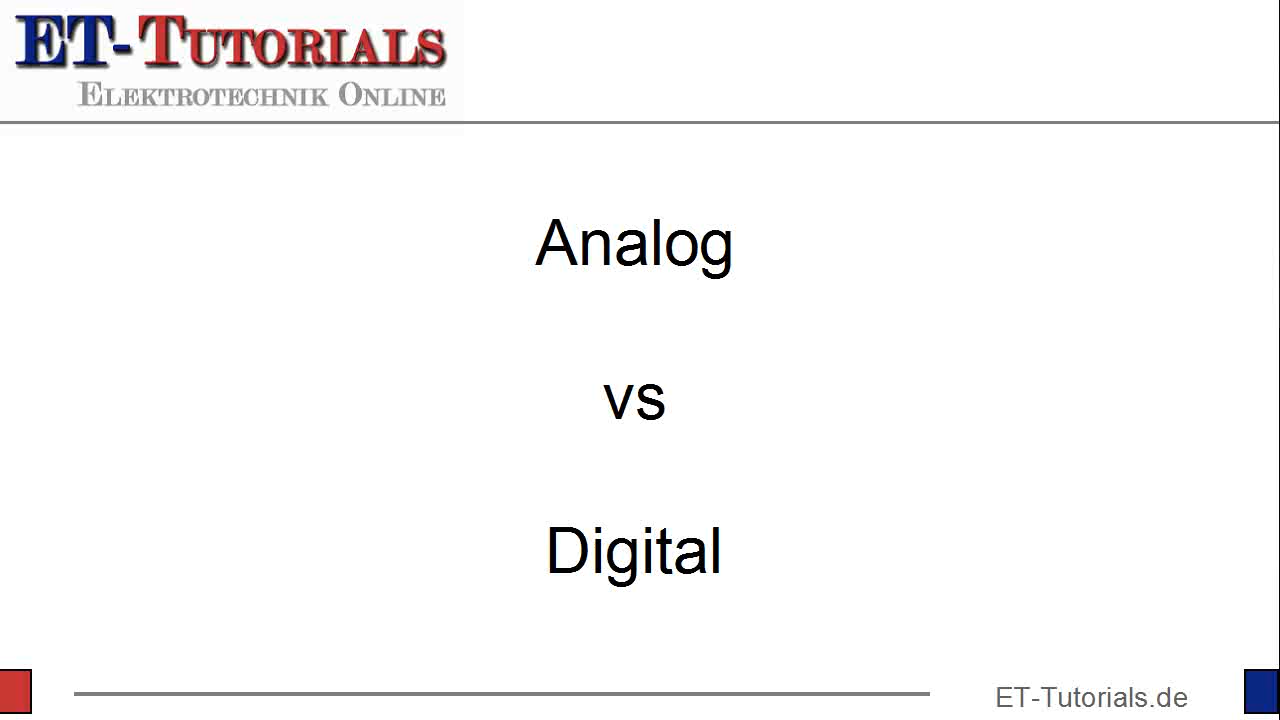 ET-Tutorials
Elektrotechnik Online
Analog
vs
Digital
ET-Tutorials.de